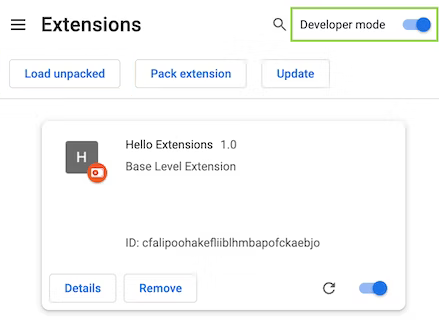 Extensions
Developer mode
Load unpacked
Pack extension
Update
H
Hello Extensions 1.0
Base Level Extension
ID: cfalipoohakefliiblhmbapofckaebjo
Details
Remove